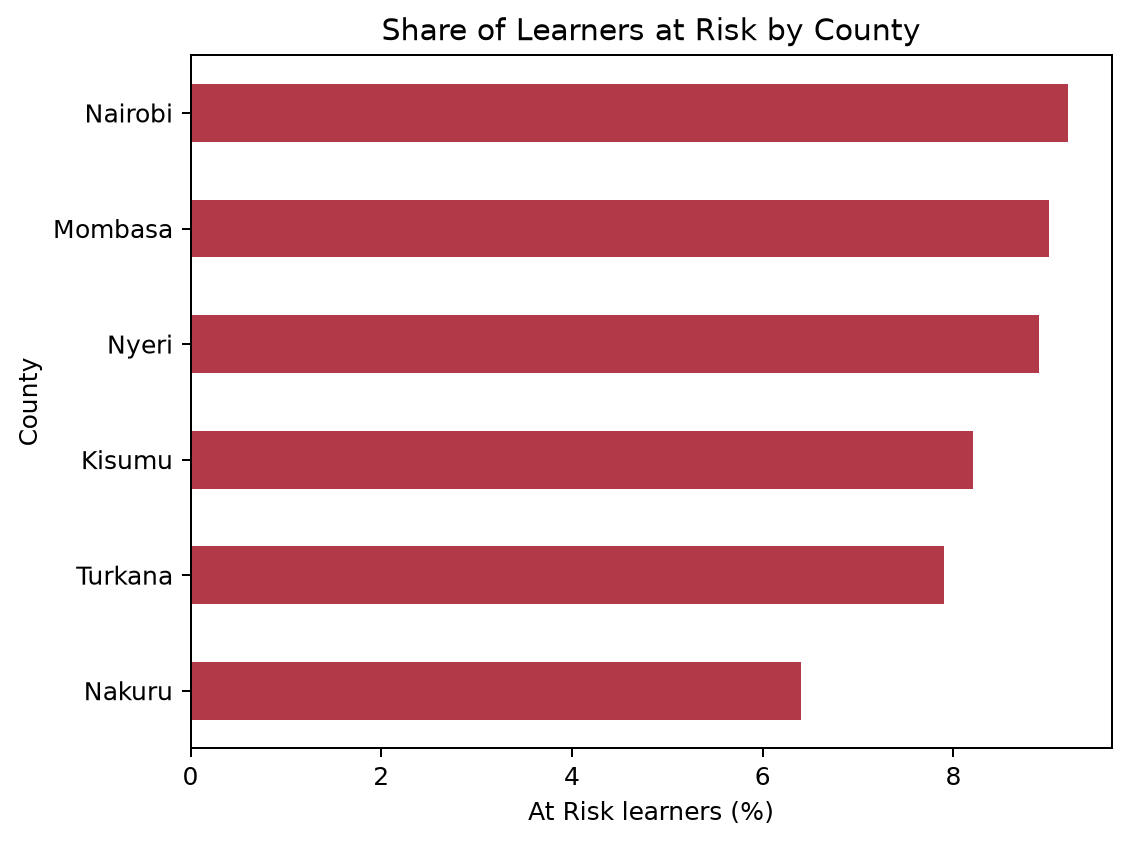 Share of Learners at Risk by County
County
Nairobi
Mombasa
Nyeri
Kisumu
Turkana
Nakuru
0 2 4 6 8
At Risk learners (%)